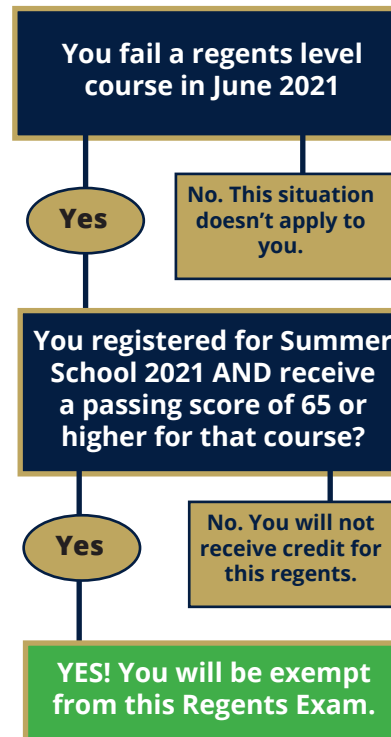 You fail a regents level
course in June 2021
Yes
No. This situation
doesn’t apply to
you.
You registered for Summer
School 2021 AND receive
a passing score of 65 or
higher for that course?
Yes
No. You will not
receive credit for
this regents.
YES! You will be exempt
from this Regents Exam.